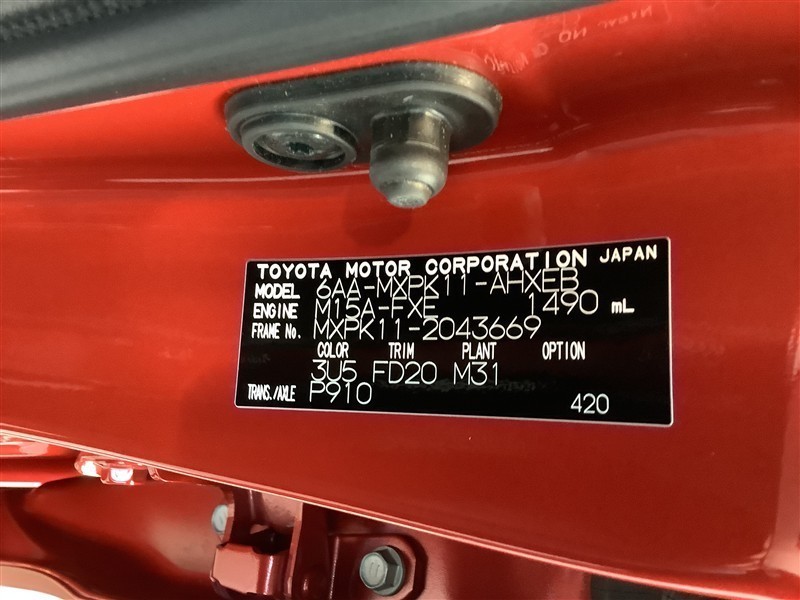 TOYOTA MOTOR CORPORATION JAPAN
MODEL 6AA-MXPK11-AHXEB
ENGINE M15A-FXE 1490 mL
FRAME No. MXPK11-2043669
COLOR TRIM PLANT OPTION
3U5 FD20 M31
TRANS./AXLE P910
420